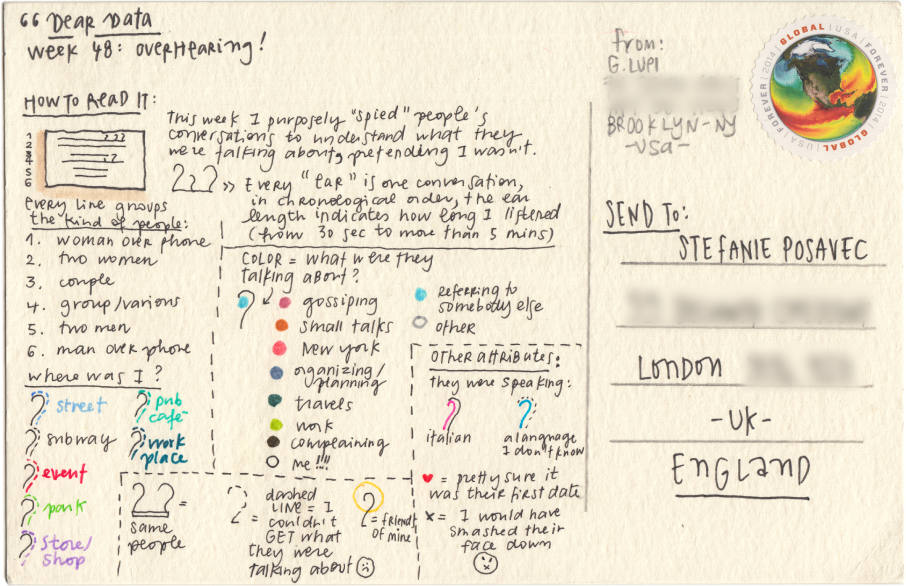 “ DEAR DATA
WEEK 48: OVERHEARING!
HOW TO READ IT:
1
2
3
4
5
6
This week I purposely "spied" people's
conversations to understand what they
were talking about, pretending I wasn't.
>> Every "ear" is one conversation,
in chronological order, the ear
length indicates how long I listened
(from 30 sec to more than 5 mins)
every line groups
the kind of people:
1. woman over phone
2. two women
3. couple
4. group/various
5. two men
6. man over phone
where was I?
street
pub
cafè
subway
work
place
event
park
store/
shop
COLOR = what were they
talking about?
gossiping
small talks
New York
organizing/
planning
travels
work
complaining
me!!!!
Referring to
somebody else
other
other attributes:
they were speaking:
italian
a language
I don't know
= pretty sure it
was their first date
x= I would have
smashed their
face down
=
same
people
= dashed
LINE = I
couldn't
GET what
they were
talking about
= friend
of mine
from:
G. LUPI
BROOKLYN-NY
-USA-
GLOBAL | USA | FOREVER | 2014 | GLOBAL | USA | FOREVER | 2014
SEND TO:
STEFANIE POSAVEC
LONDON
-UK-
ENGLAND